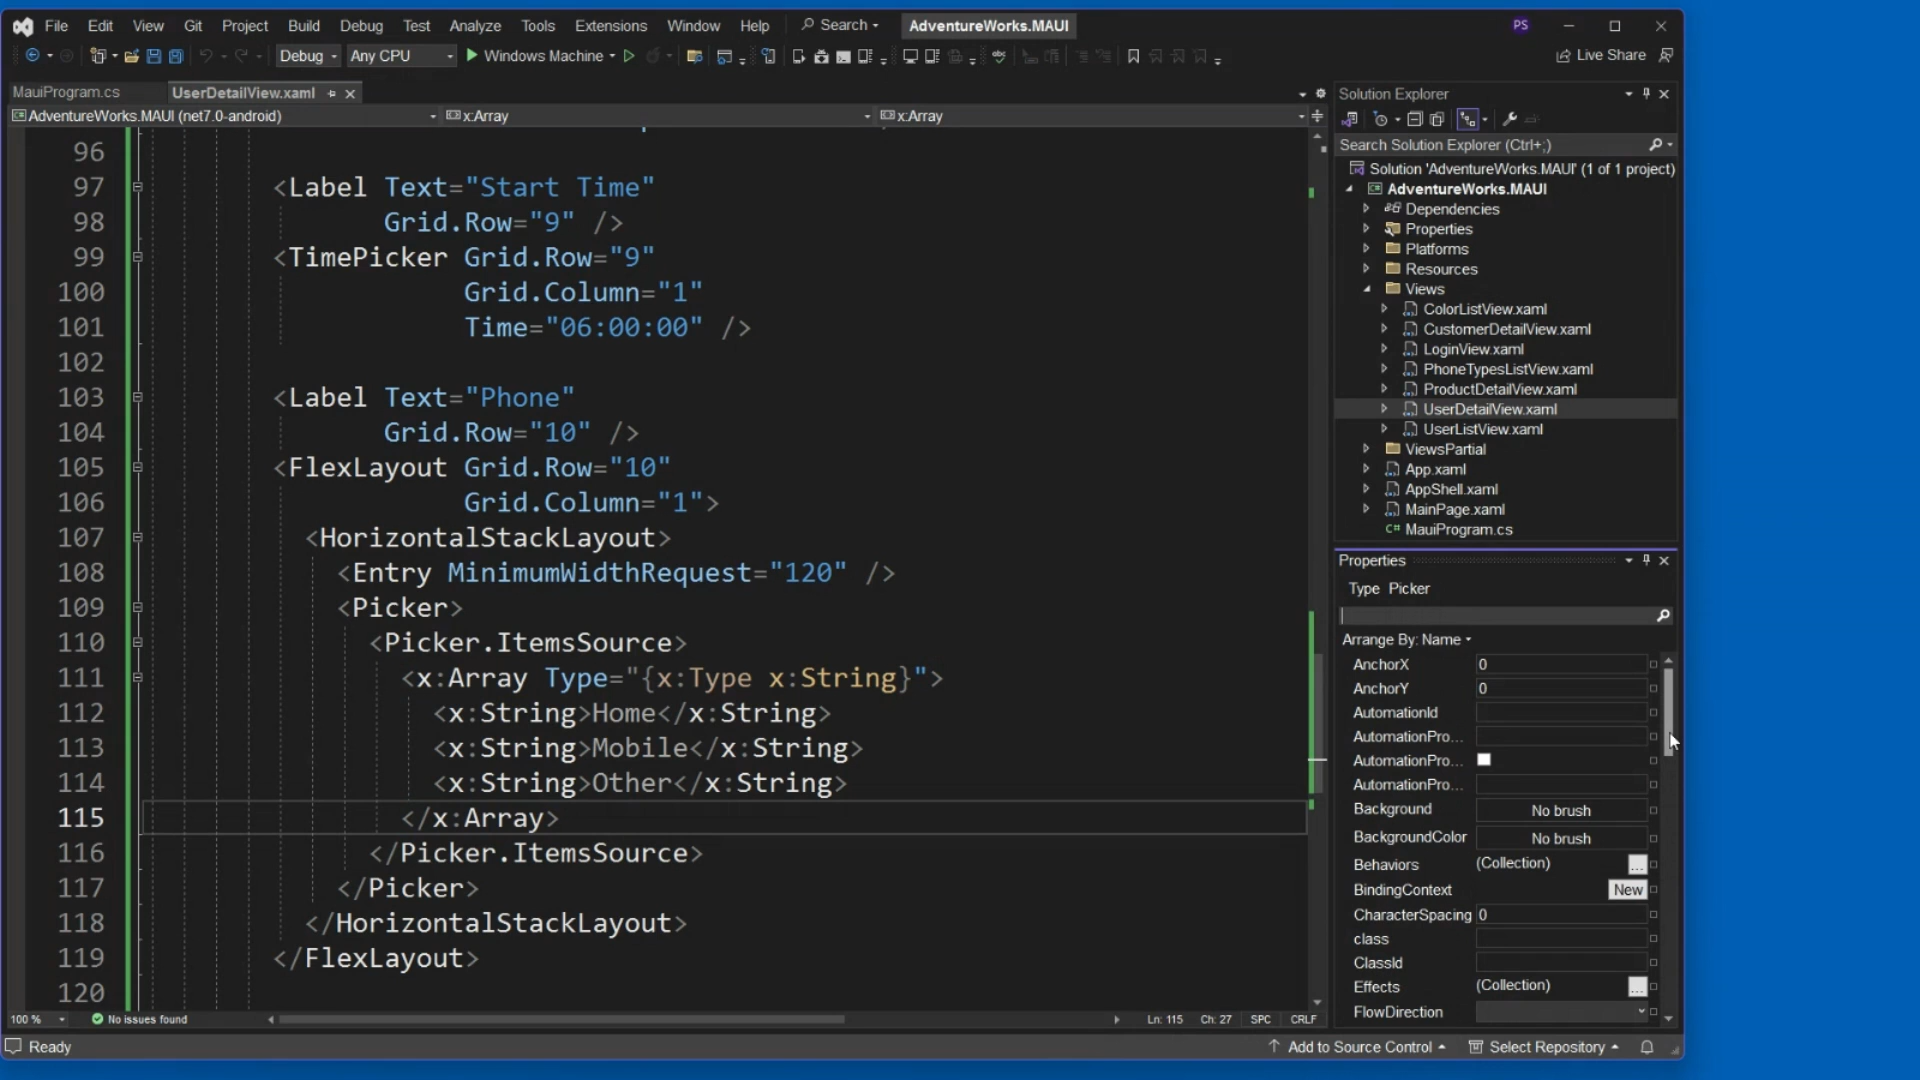 File Edit View Git Project Build Debug Test Analyze Tools Extensions Window Help Search AdventureWorks.MAUI PS
Debug Any CPU Windows Machine Live Share
MauiProgram.cs UserDetailView.xaml
AdventureWorks.MAUI (net7.0-android) x:Array x:Array
96
97 <Label Text="Start Time"
98 Grid.Row="9" />
99 <TimePicker Grid.Row="9"
100 Grid.Column="1"
101 Time="06:00:00" />
102
103 <Label Text="Phone"
104 Grid.Row="10" />
105 <FlexLayout Grid.Row="10"
106 Grid.Column="1">
107 <HorizontalStackLayout>
108 <Entry MinimumWidthRequest="120" />
109 <Picker>
110 <Picker.ItemsSource>
111 <x:Array Type="{x:Type x:String}">
112 <x:String>Home</x:String>
113 <x:String>Mobile</x:String>
114 <x:String>Other</x:String>
115 </x:Array>
116 </Picker.ItemsSource>
117 </Picker>
118 </HorizontalStackLayout>
119 </FlexLayout>
120
100 % No issues found Ln: 115 Ch: 27 SPC CRLF
Solution Explorer
Search Solution Explorer (Ctrl+;)
Solution 'AdventureWorks.MAUI' (1 of 1 project)
AdventureWorks.MAUI
Dependencies
Properties
Platforms
Resources
Views
ColorListView.xaml
CustomerDetailView.xaml
LoginView.xaml
PhoneTypesListView.xaml
ProductDetailView.xaml
UserDetailView.xaml
UserListView.xaml
ViewsPartial
App.xaml
AppShell.xaml
MainPage.xaml
C# MauiProgram.cs
Properties
Type Picker
Arrange By: Name
AnchorX 0
AnchorY 0
AutomationId
AutomationPro...
AutomationPro...
AutomationPro...
Background No brush
BackgroundColor No brush
Behaviors (Collection) ...
BindingContext New
CharacterSpacing 0
class
ClassId
Effects (Collection) ...
FlowDirection
Ready Add to Source Control Select Repository